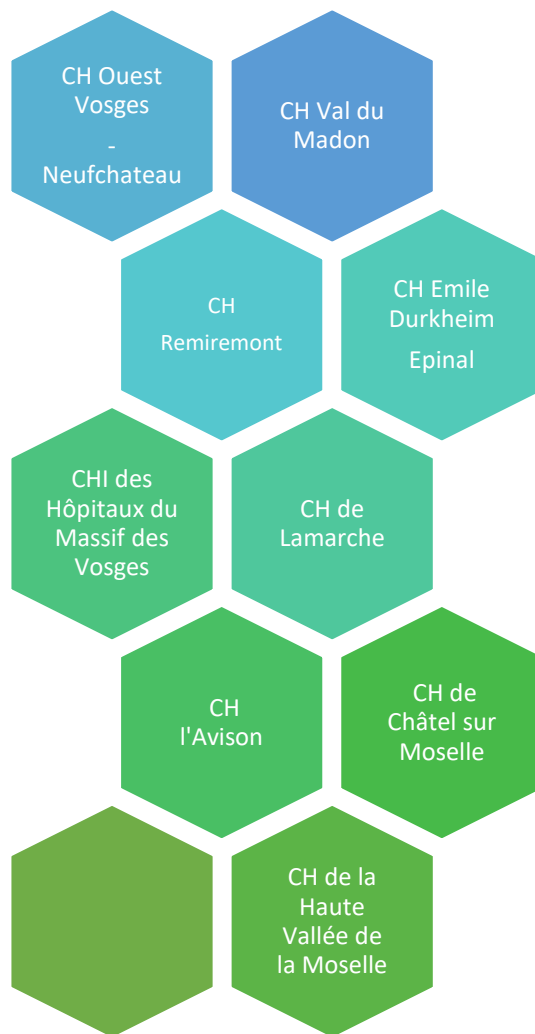 CH Ouest
Vosges
-
Neufchateau
CH Val du
Madon
CH
Remiremont
CH Emile
Durkheim
Epinal
CHI des
Hôpitaux du
Massif des
Vosges
CH de
Lamarche
CH
l'Avison
CH de
Châtel sur
Moselle
CH de la
Haute
Vallée de
la Moselle